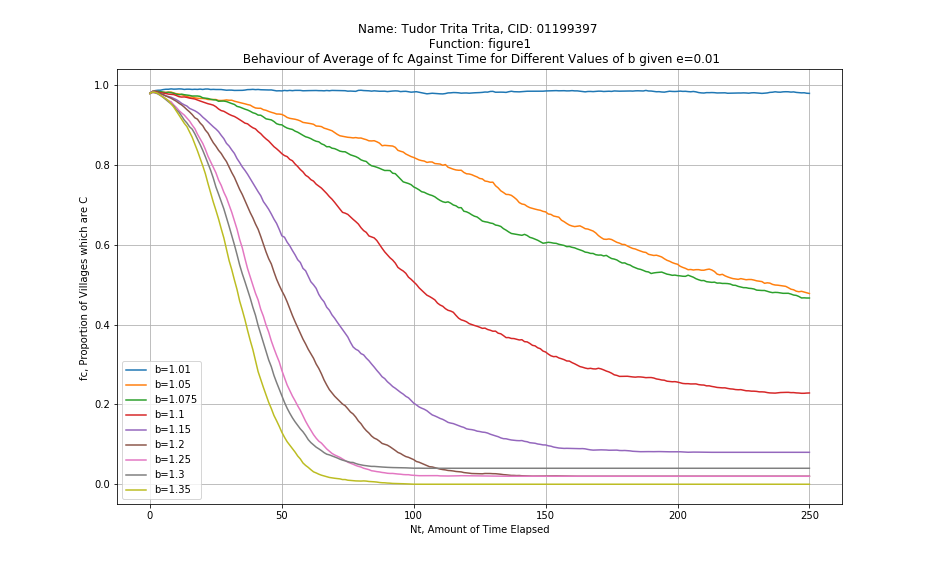 Name: Tudor Trita Trita, CID: 01199397
Function: figure1
Behaviour of Average of fc Against Time for Different Values of b given e=0.01
fc, Proportion of Villages which are C
1.0
0.8
0.6
0.4
0.2
0.0
b=1.01
b=1.05
b=1.075
b=1.1
b=1.15
b=1.2
b=1.25
b=1.3
b=1.35
0
50
100
150
200
250
Nt, Amount of Time Elapsed